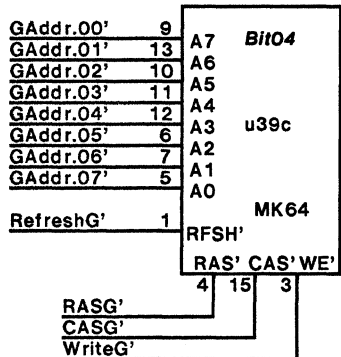 GAddr.00' 9 A7 Bit04
GAddr.01' 13 A6
GAddr.02' 10 A5
GAddr.03' 11 A4
GAddr.04' 12 A3 u39c
GAddr.05' 6 A2
GAddr.06' 7 A1
GAddr.07' 5 A0
MK64
RefreshG' 1 RFSH'
RAS' CAS' WE'
4 15 3
RASG'
CASG'
WriteG'